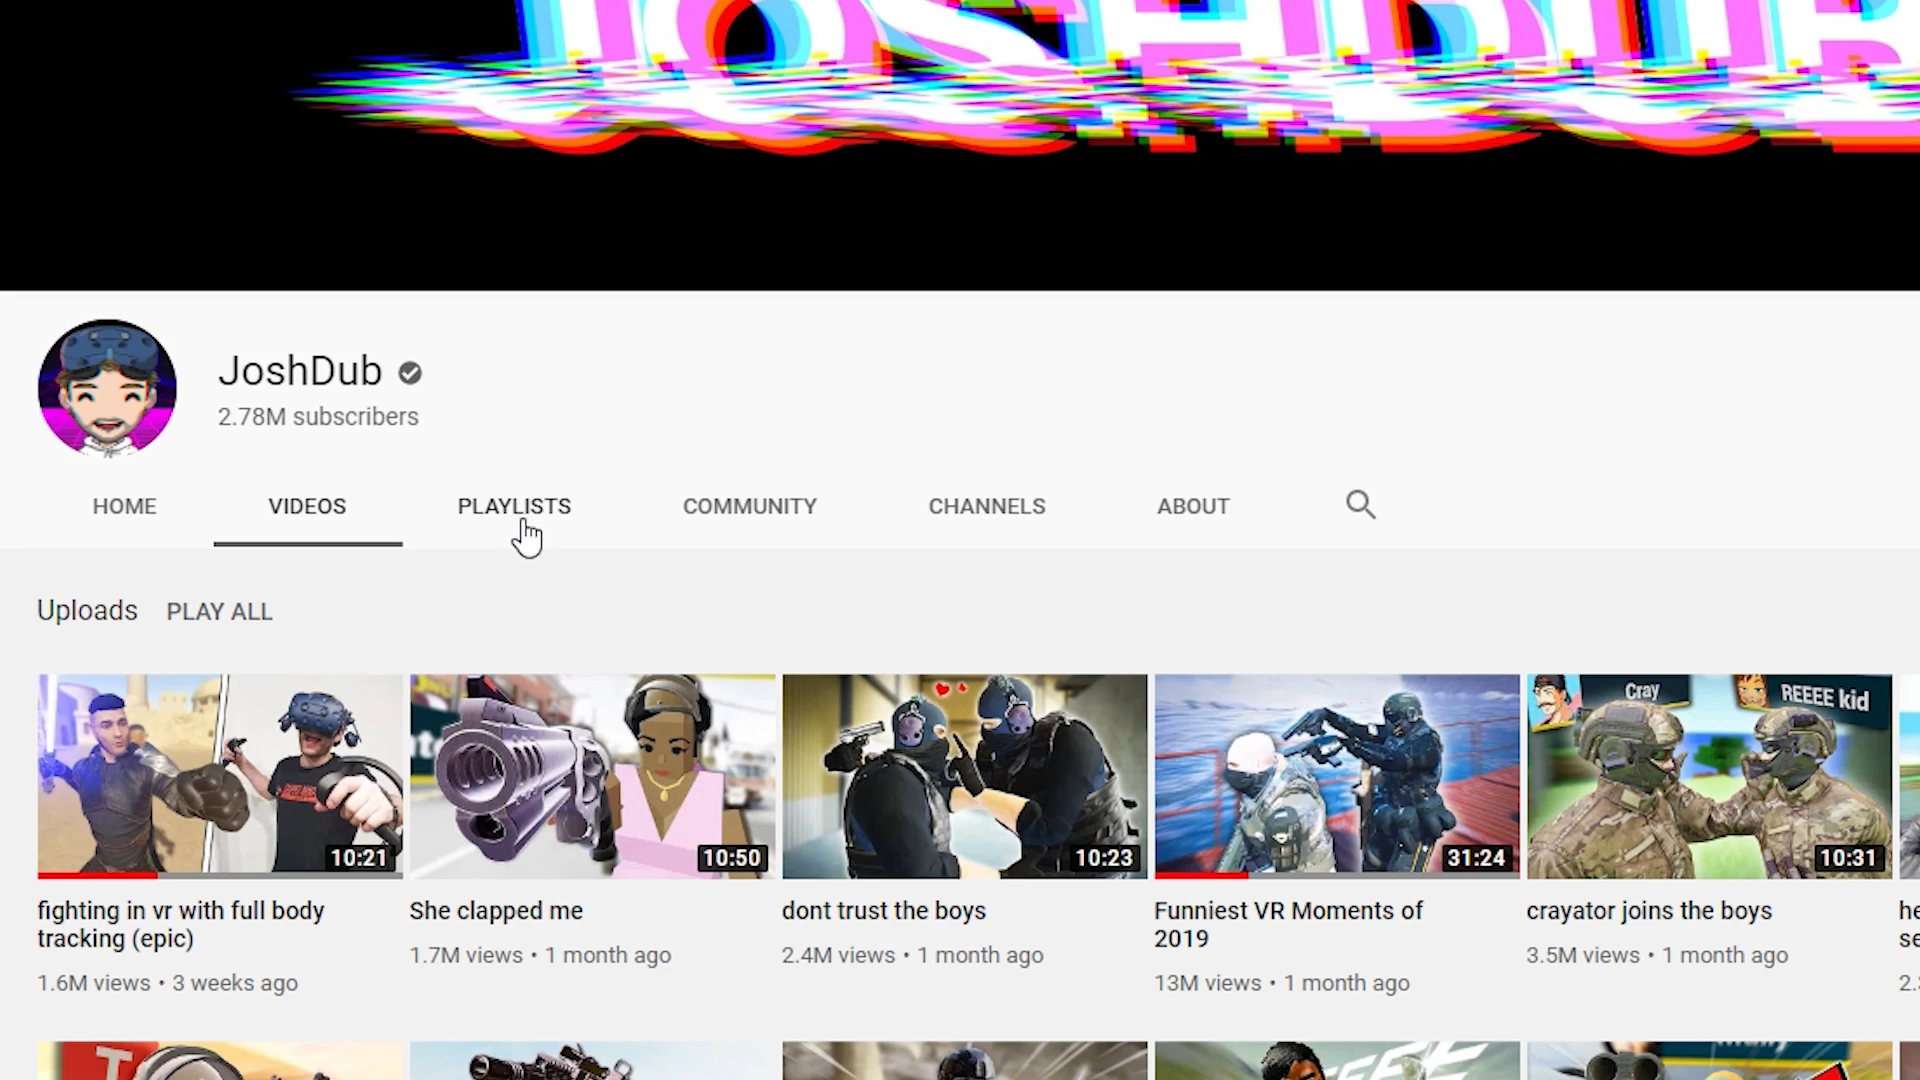 JOSHDUB
JoshDub
2.78M subscribers
HOME VIDEOS PLAYLISTS COMMUNITY CHANNELS ABOUT
Uploads PLAY ALL
Cray REEEE kid
10:21 10:50 10:23 31:24 10:31
fighting in vr with full body
tracking (epic)
1.6M views • 3 weeks ago
She clapped me
1.7M views • 1 month ago
dont trust the boys
2.4M views • 1 month ago
Funniest VR Moments of
2019
13M views • 1 month ago
crayator joins the boys
3.5M views • 1 month ago